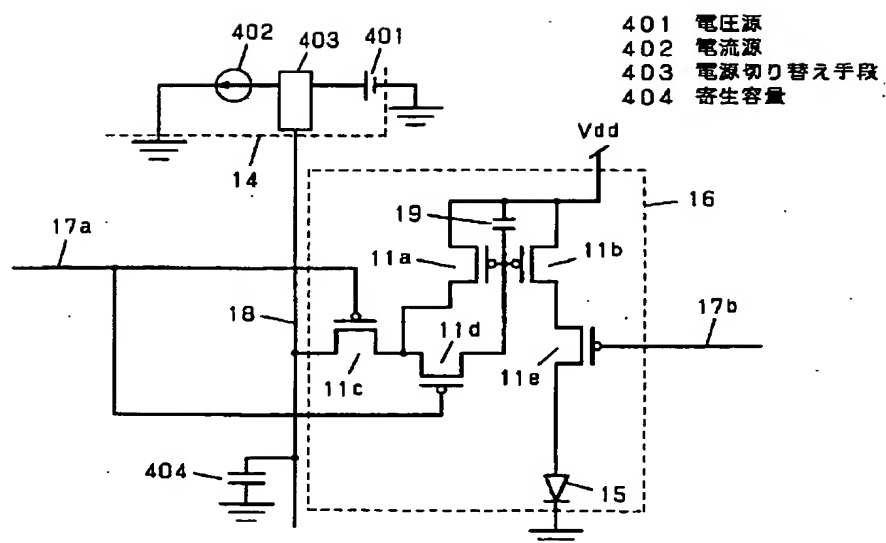 401 電圧源
402 電流源
403 電源切り替え手段
404 寄生容量
402
403
401
Vdd
14
16
17a
19
11a
11b
18
11d
17b
11c
11e
404
15